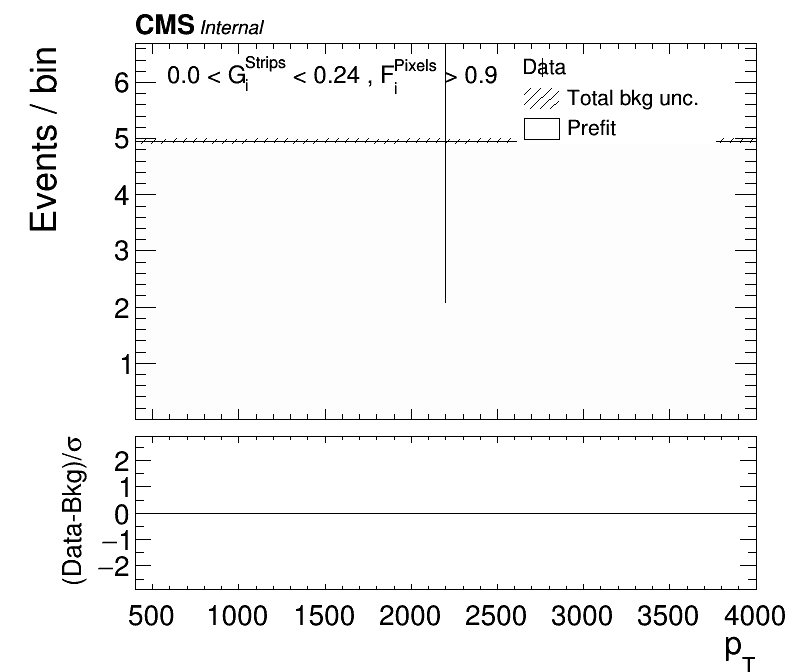 CMS Internal
0.0 < G_i^Strips < 0.24 , F_i^Pixels > 0.9
Data
Total bkg unc.
Prefit
Events / bin
6
5
4
3
2
1
(Data-Bkg)/σ
2
1
0
−1
−2
500 1000 1500 2000 2500 3000 3500 4000
p_T